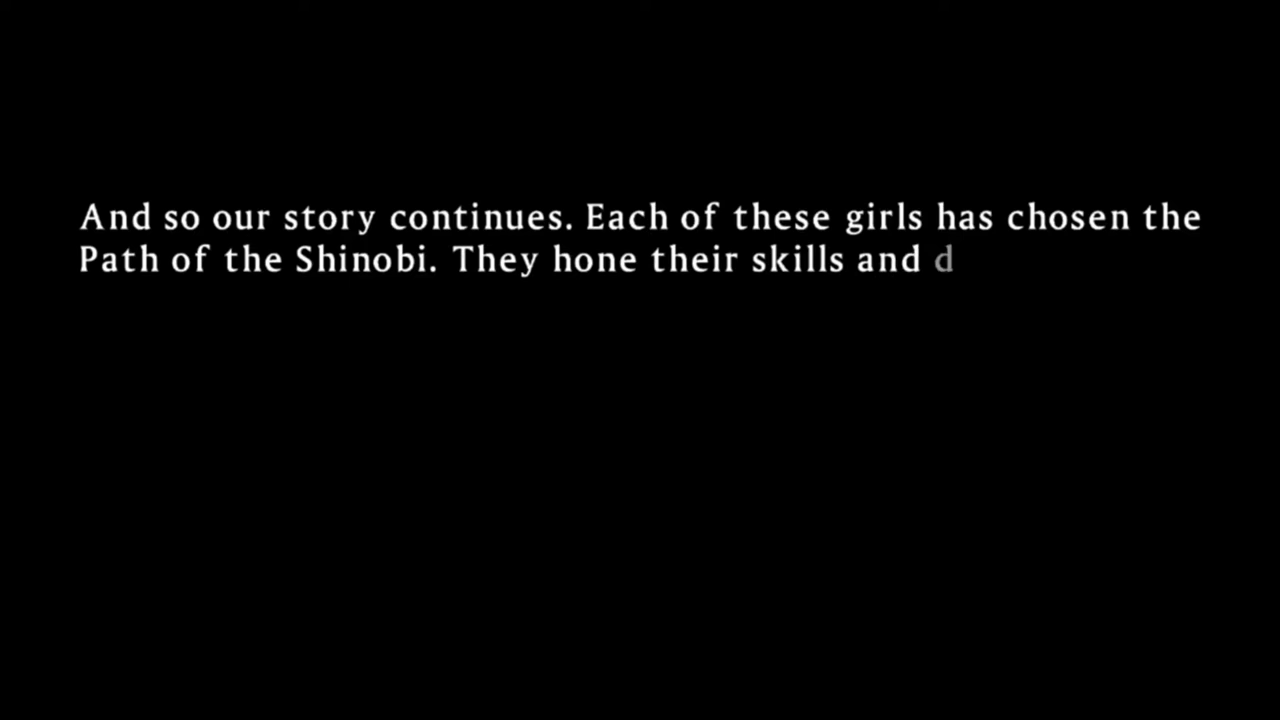 And so our story continues. Each of these girls has chosen the
Path of the Shinobi. They hone their skills and d